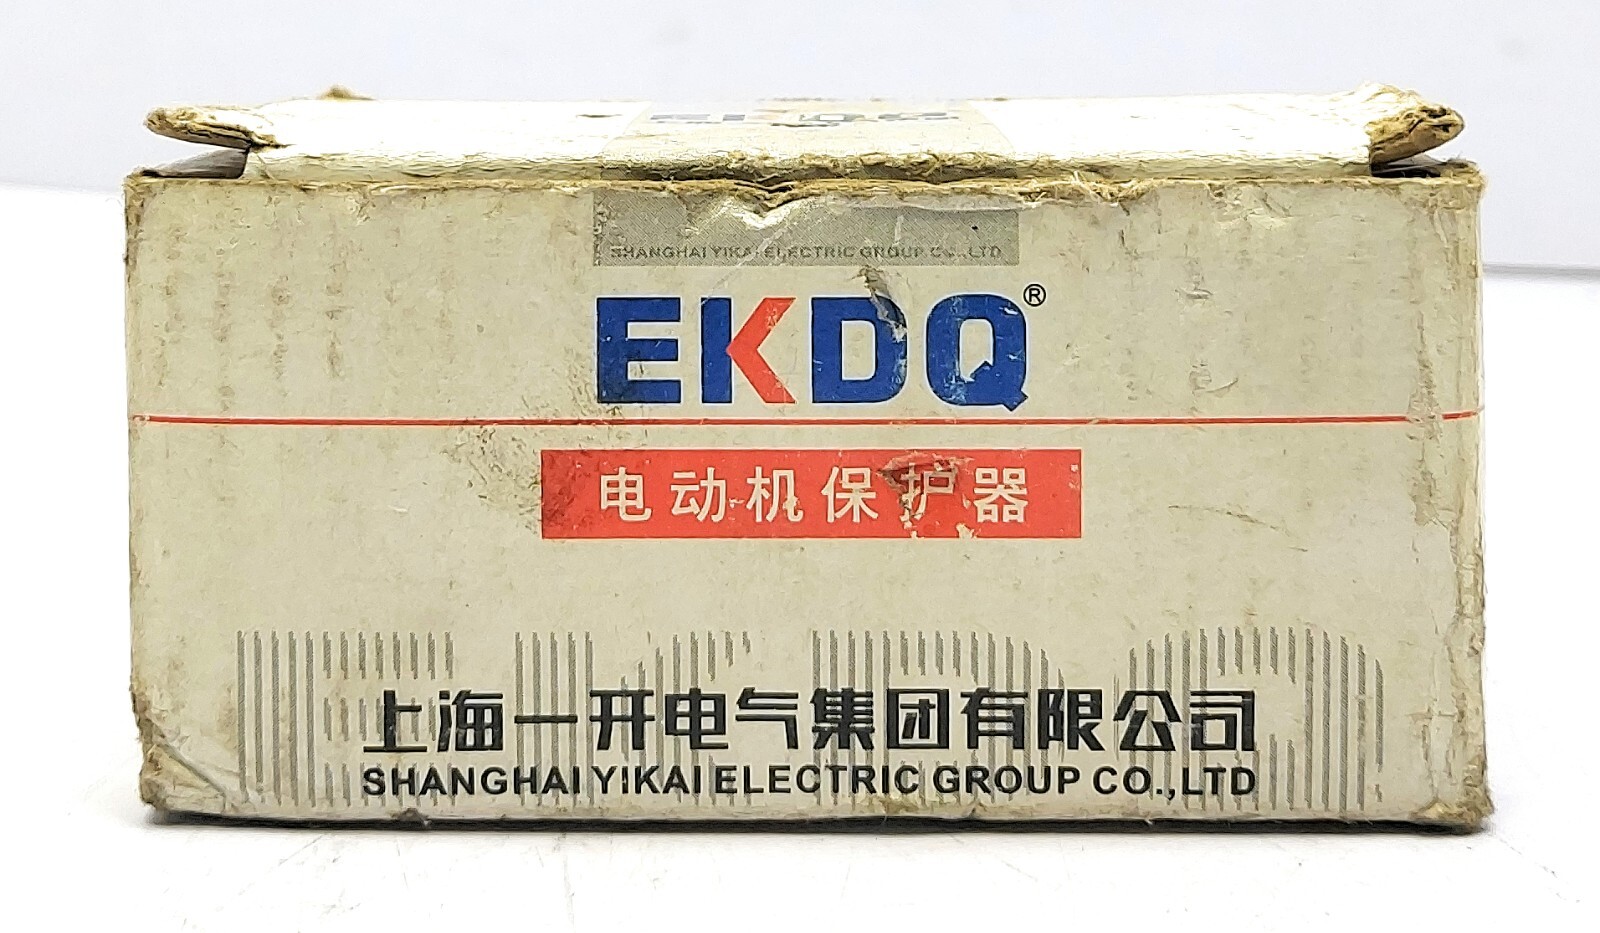 SHANGHAI YIKAI ELECTRIC GROUP CO.,LTD
EKDQ®
电动机保护器
上海一开电气集团有限公司
SHANGHAI YIKAI ELECTRIC GROUP CO.,LTD